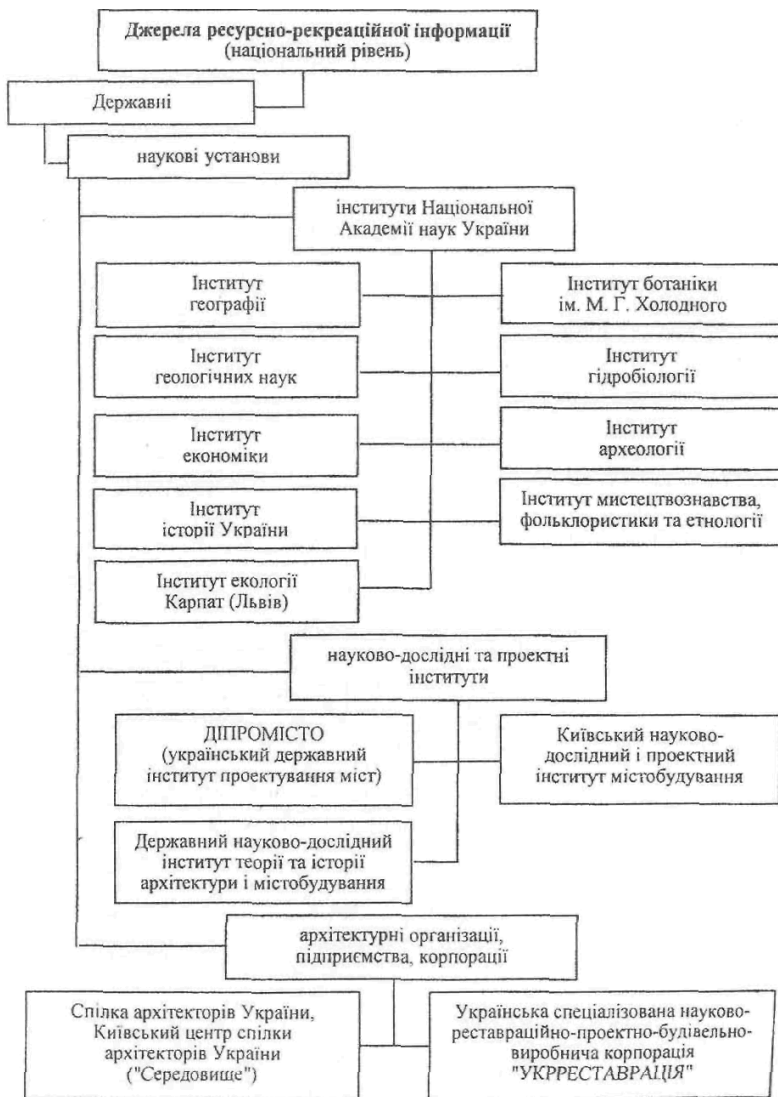 Джерела ресурсно-рекреаційної інформації
(національний рівень)
Державні
наукові установи
інститути Національної
Академії наук України
Інститут
географії
Інститут ботаніки
ім. М. Г. Холодного
Інститут
геологічних наук
Інститут
гідробіології
Інститут
економіки
Інститут
археології
Інститут
історії України
Інститут мистецтвознавства,
фольклористики та етнології
Інститут екології
Карпат (Львів)
науково-дослідні та проектні
інститути
ДІПРОМІСТО
(український державний
інститут проектування міст)
Київський науково-
дослідний і проектний
інститут містобудування
Державний науково-дослідний
інститут теорії та історії
архітектури і містобудування
архітектурні організації,
підприємства, корпорації
Спілка архітекторів України,
Київський центр спілки
архітекторів України
("Середовище")
Українська спеціалізована науково-
реставраційно-проектно-будівельно-
виробнича корпорація
"УКРРЕСТАВРАЦІЯ"